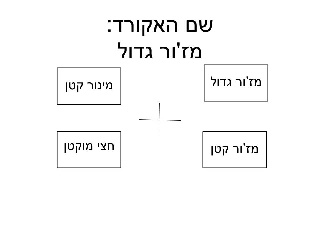 שם האקורד:
מז'ור גדול
מז'ור גדול
מינור קטן
מז'ור קטן
חצי מוקטן